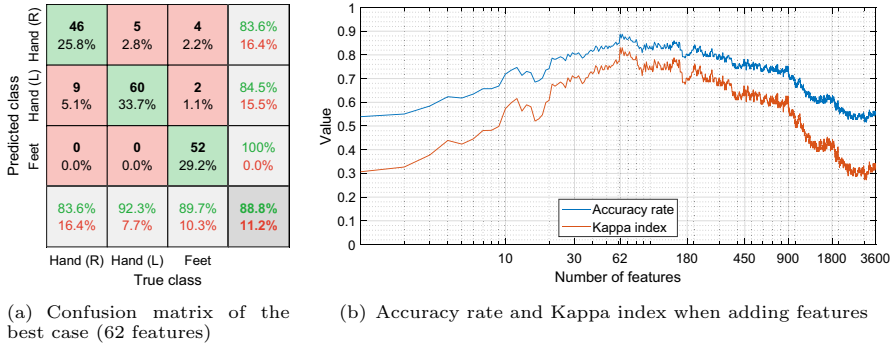 Predicted class
Hand (R)
46 5 4 83.6%
25.8% 2.8% 2.2% 16.4%
Hand (L)
9 60 2 84.5%
5.1% 33.7% 1.1% 15.5%
Feet
0 0 52 100%
0.0% 0.0% 29.2% 0.0%
83.6% 92.3% 89.7% 88.8%
16.4% 7.7% 10.3% 11.2%
Hand (R) Hand (L) Feet
True class
(a) Confusion matrix of the
best case (62 features)
Value
1
0.9
0.8
0.7
0.6
0.5
0.4
0.3
0.2
0.1
0
Accuracy rate
Kappa index
10 30 62 180 450 900 1800 3600
Number of features
(b) Accuracy rate and Kappa index when adding features